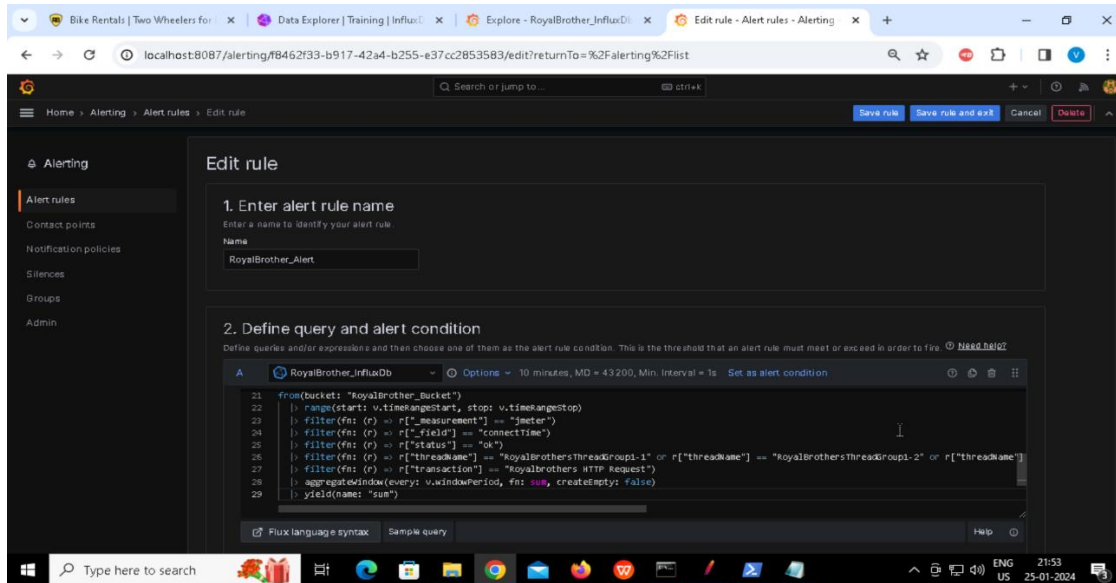 Bike Rentals | Two Wheelers for
Data Explorer | Training | InfluxD
Explore - RoyalBrother_InfluxDb
Edit rule - Alert rules - Alerting
localhost:8087/alerting/f8462f33-b917-42a4-b255-e37cc2853583/edit?returnTo=%2Falerting%2Flist
V
Search or jump to...
ctrl+k
Home › Alerting › Alert rules › Edit rule
Save rule
Save rule and exit
Cancel
Delete
Alerting
Alert rules
Contact points
Notification policies
Silences
Groups
Admin
Edit rule
1. Enter alert rule name
Enter a name to identify your alert rule.
Name
RoyalBrother_Alert
2. Define query and alert condition
Define queries and/or expressions and then choose one of them as the alert rule condition. This is the threshold that an alert rule must meet or exceed in order to fire. Need help?
A RoyalBrother_InfluxDb Options 10 minutes, MD = 43200, Min. Interval = 1s Set as alert condition
21 from(bucket: "RoyalBrother_Bucket")
22 |> range(start: v.timeRangeStart, stop: v.timeRangeStop)
23 |> filter(fn: (r) => r["_measurement"] == "jmeter")
24 |> filter(fn: (r) => r["_field"] == "connectTime")
25 |> filter(fn: (r) => r["status"] == "ok")
26 |> filter(fn: (r) => r["threadName"] == "RoyalBrothersThreadGroup1-1" or r["threadName"] == "RoyalBrothersThreadGroup1-2" or r["threadName"]
27 |> filter(fn: (r) => r["transaction"] == "Royalbrothers HTTP Request")
28 |> aggregateWindow(every: v.windowPeriod, fn: sum, createEmpty: false)
29 |> yield(name: "sum")
Flux language syntax
Sample query
Help
Type here to search
ENG
US
21:53
25-01-2024